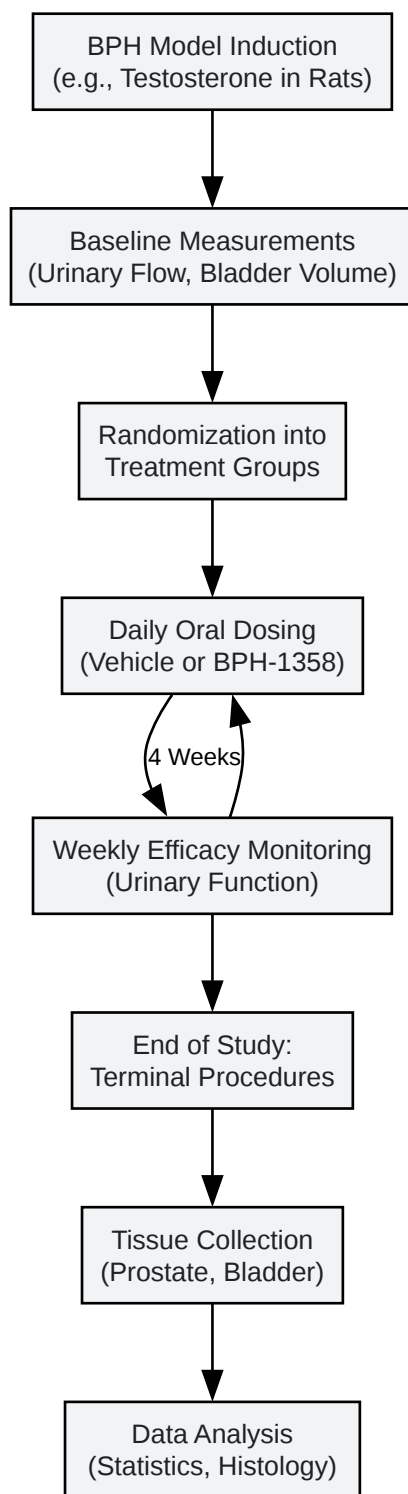 BPH Model Induction
(e.g., Testosterone in Rats)
Baseline Measurements
(Urinary Flow, Bladder Volume)
Randomization into
Treatment Groups
Daily Oral Dosing
(Vehicle or BPH-1358)
4 Weeks
Weekly Efficacy Monitoring
(Urinary Function)
End of Study:
Terminal Procedures
Tissue Collection
(Prostate, Bladder)
Data Analysis
(Statistics, Histology)